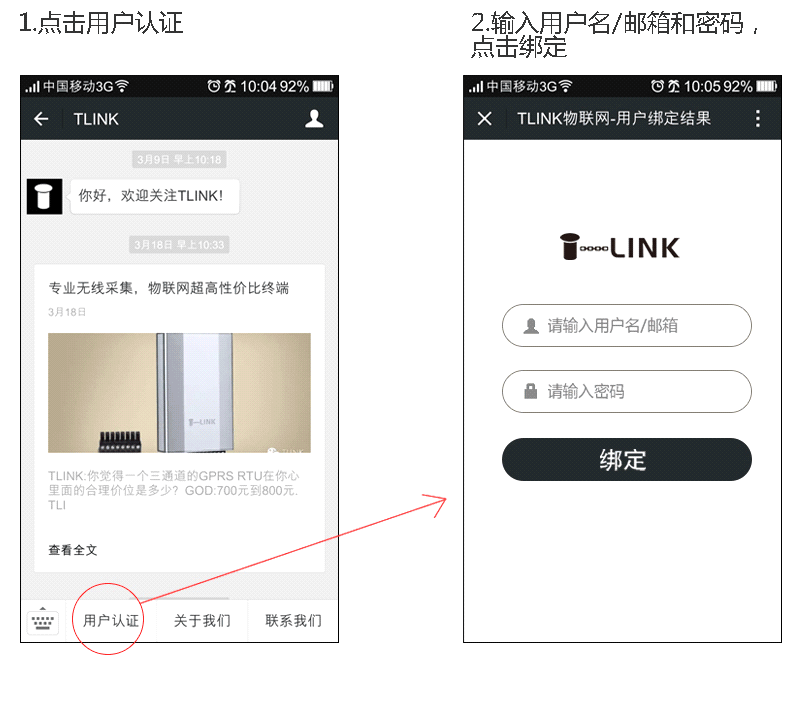 1.点击用户认证
2.输入用户名/邮箱和密码，
点击绑定
中国移动3G 10:04 92%
TLINK
3月9日 早上10:18
你好，欢迎关注TLINK!
3月18日 早上10:33
专业无线采集，物联网超高性价比终端
3月18日
LINK
TLINK:你觉得一个三通道的GPRS RTU在你心
里面的合理价位是多少？GOD:700元到800元.
TLI
查看全文
用户认证 关于我们 联系我们
中国移动3G 10:05 92%
TLINK物联网-用户绑定结果
LINK
请输入用户名/邮箱
请输入密码
绑定